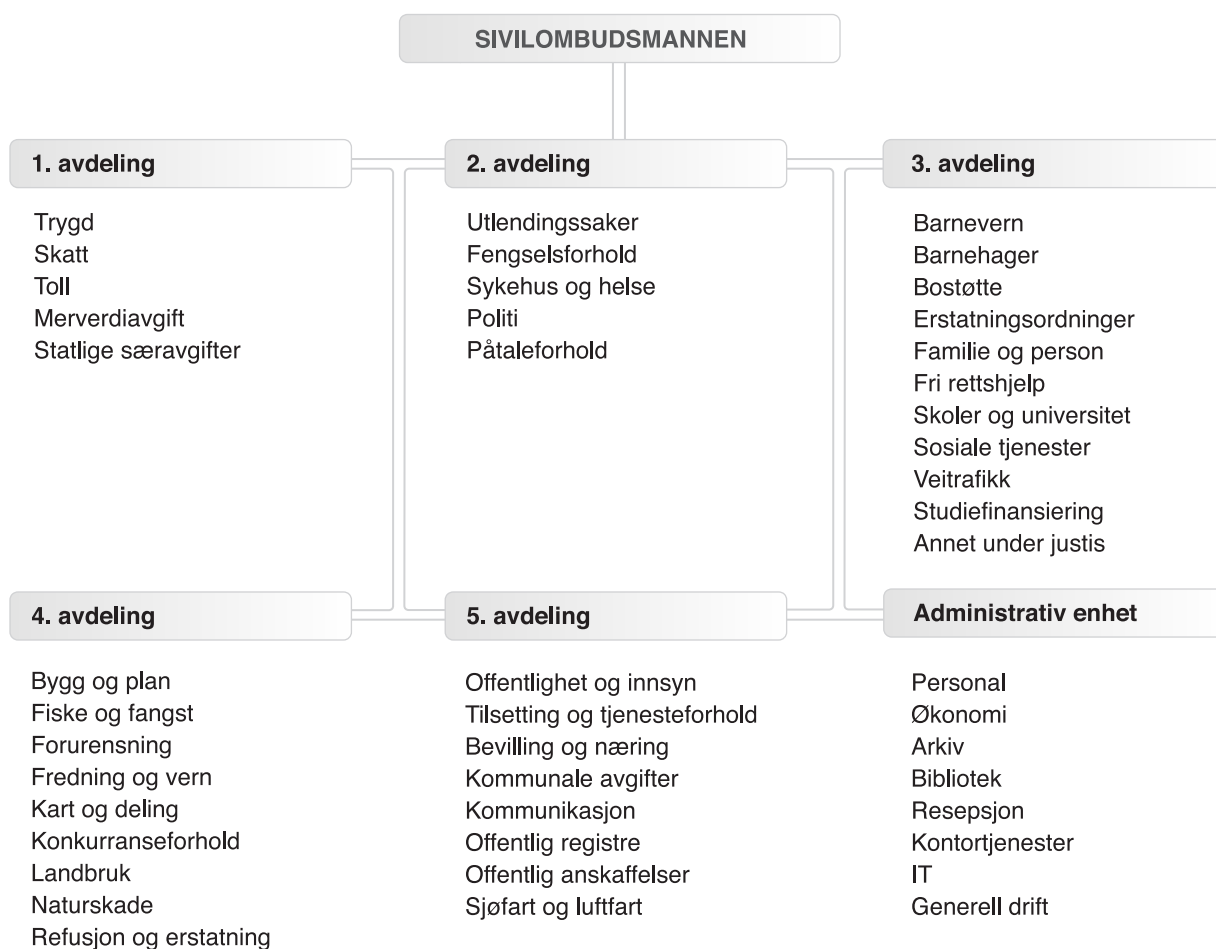 SIVILOMBUDSMANNEN
1. avdeling
Trygd
Skatt
Toll
Merverdiavgift
Statlige særavgifter
2. avdeling
Utlendingssaker
Fengselsforhold
Sykehus og helse
Politi
Påtaleforhold
3. avdeling
Barnevern
Barnehager
Bostøtte
Erstatningsordninger
Familie og person
Fri rettshjelp
Skoler og universitet
Sosiale tjenester
Veitrafikk
Studiefinansiering
Annet under justis
4. avdeling
Bygg og plan
Fiske og fangst
Forurensning
Fredning og vern
Kart og deling
Konkurranseforhold
Landbruk
Naturskade
Refusjon og erstatning
5. avdeling
Offentlighet og innsyn
Tilsetting og tjenesteforhold
Bevilling og næring
Kommunale avgifter
Kommunikasjon
Offentlig registre
Offentlig anskaffelser
Sjøfart og luftfart
Administrativ enhet
Personal
Økonomi
Arkiv
Bibliotek
Resepsjon
Kontortjenester
IT
Generell drift